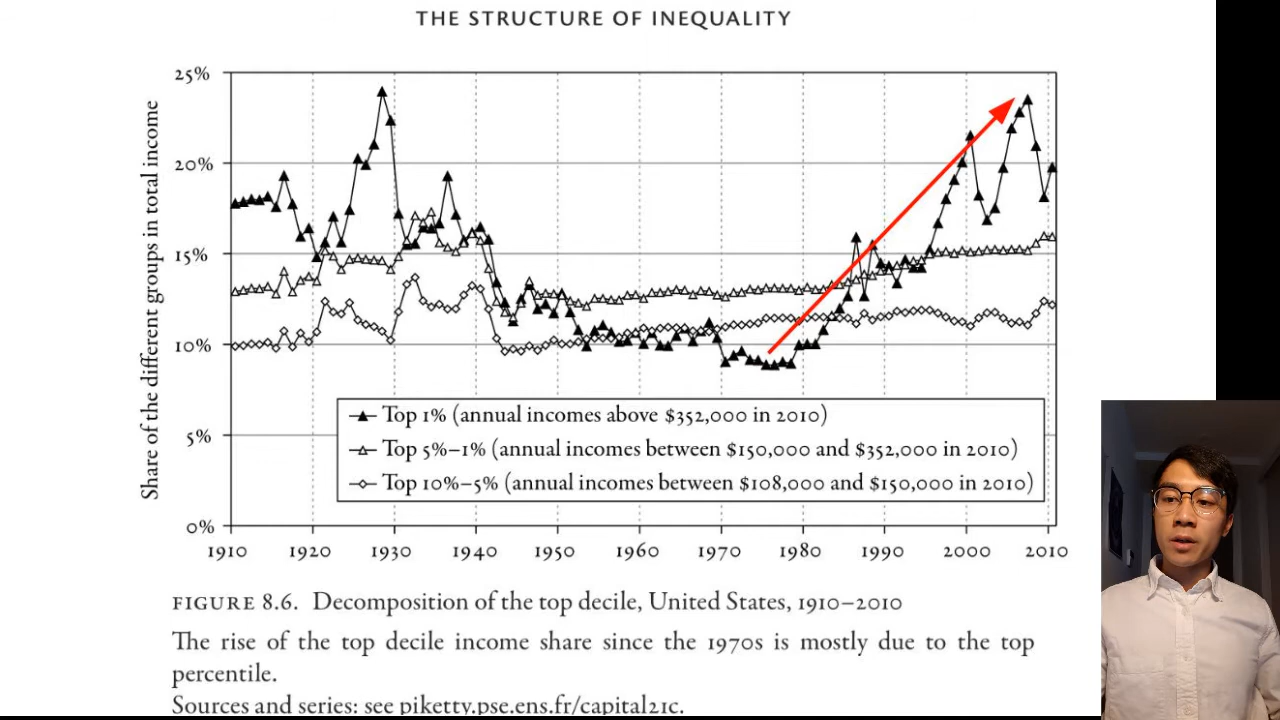 THE STRUCTURE OF INEQUALITY
25%
20%
15%
10%
5%
0%
Share of the different groups in total income
Top 1% (annual incomes above $352,000 in 2010)
Top 5%–1% (annual incomes between $150,000 and $352,000 in 2010)
Top 10%–5% (annual incomes between $108,000 and $150,000 in 2010)
1910 1920 1930 1940 1950 1960 1970 1980 1990 2000 2010
FIGURE 8.6. Decomposition of the top decile, United States, 1910–2010
The rise of the top decile income share since the 1970s is mostly due to the top
percentile.
Sources and series: see piketty.pse.ens.fr/capital21c.